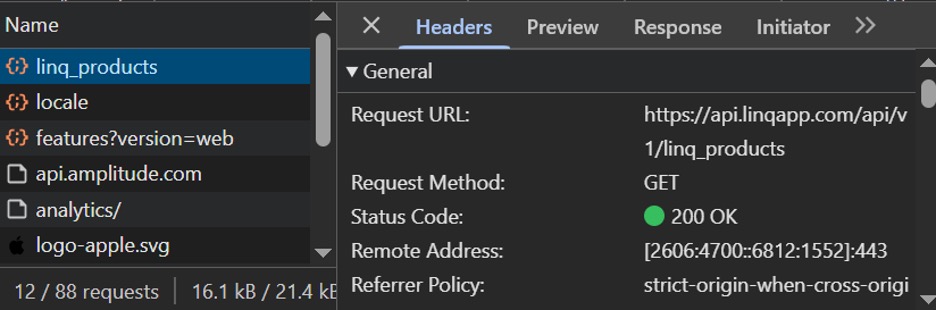 Name
linq_products
locale
features?version=web
api.amplitude.com
analytics/
logo-apple.svg
12 / 88 requests
16.1 kB / 21.4 kE
Headers
Preview
Response
Initiator
General
Request URL:
https://api.linqapp.com/api/v
1/linq_products
Request Method:
GET
Status Code:
200 OK
Remote Address:
[2606:4700::6812:1552]:443
Referrer Policy:
strict-origin-when-cross-origi